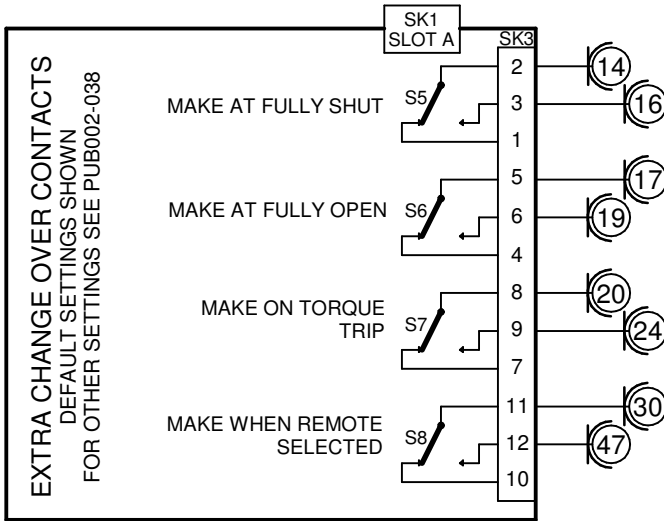 SK1
SLOT A
SK3
EXTRA CHANGE OVER CONTACTS
DEFAULT SETTINGS SHOWN
FOR OTHER SETTINGS SEE PUB002-038
MAKE AT FULLY SHUT
S5
2
3
1
14
16
MAKE AT FULLY OPEN
S6
5
6
4
17
19
MAKE ON TORQUE
TRIP
S7
8
9
7
20
24
MAKE WHEN REMOTE
SELECTED
S8
11
12
10
30
47